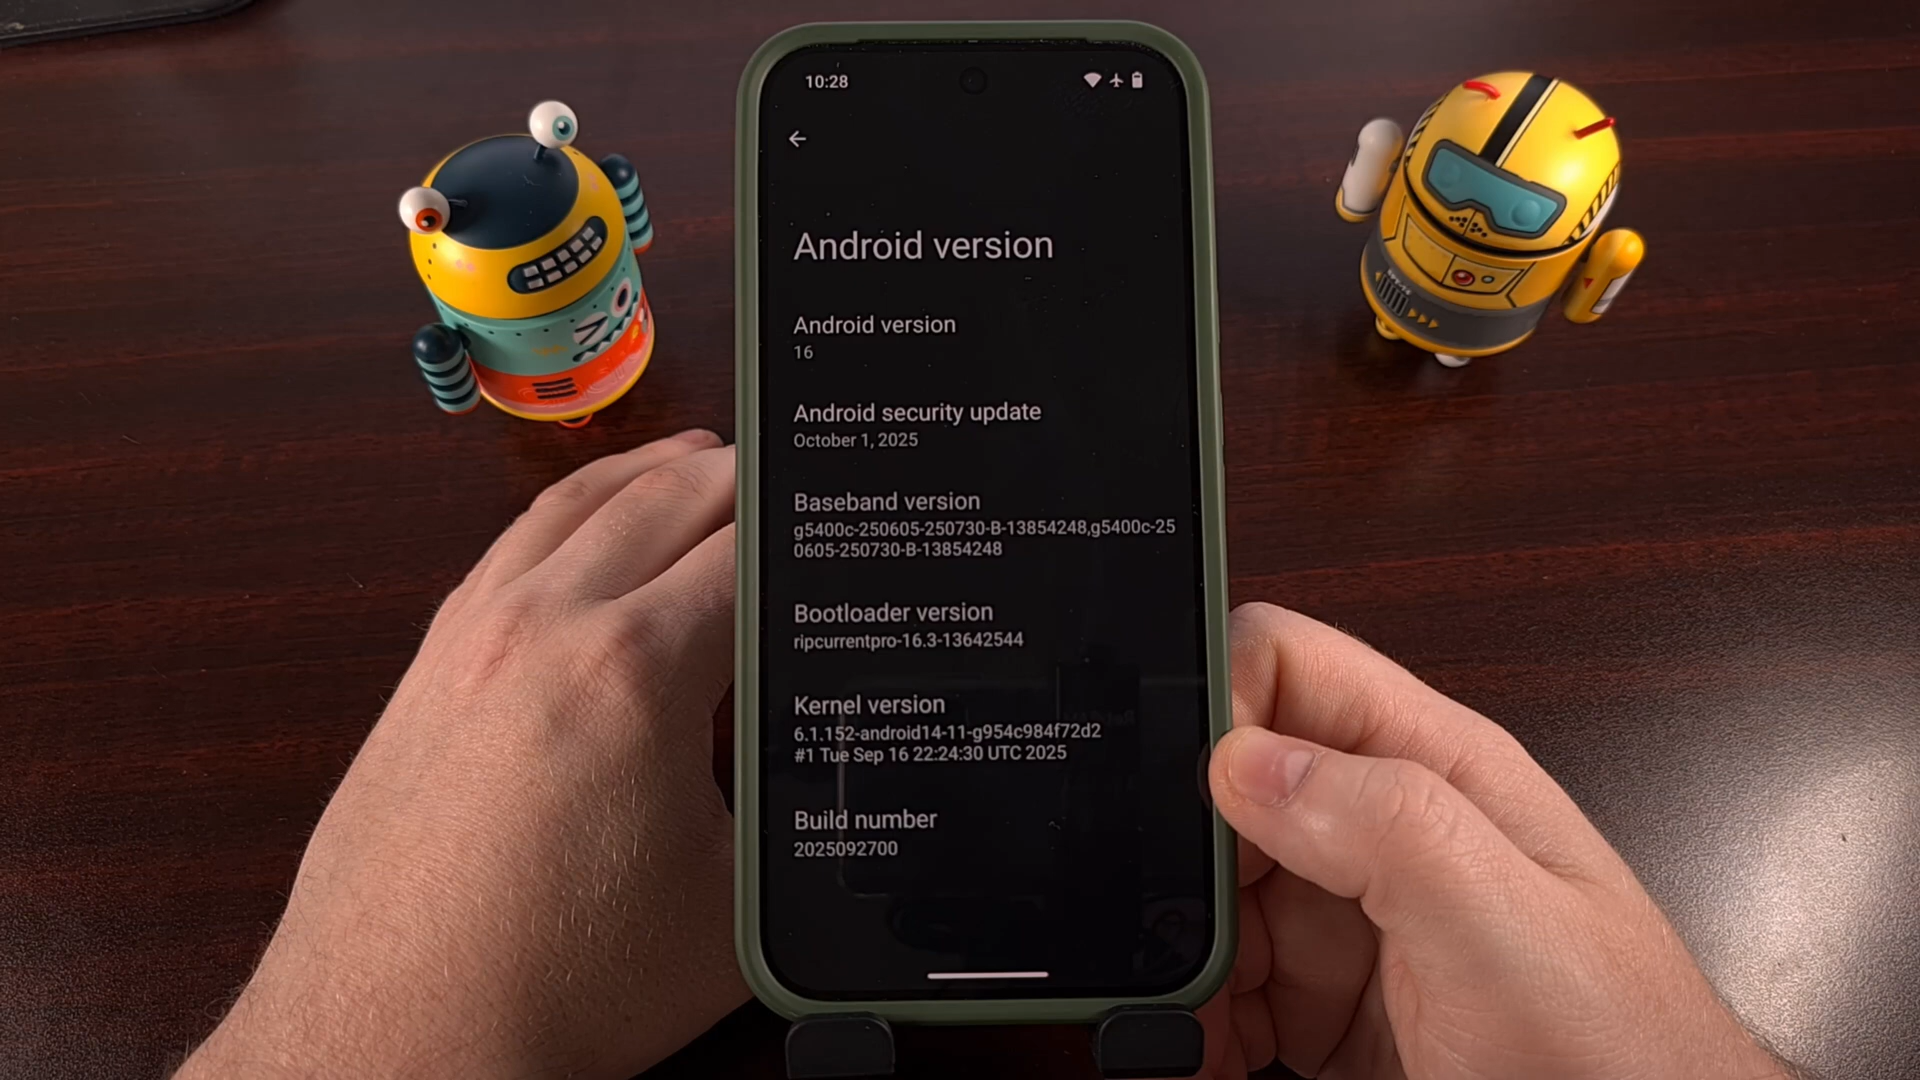 10:28
Android version
Android version
16
Android security update
October 1, 2025
Baseband version
g5400c-250605-250730-B-13854248,g5400c-25
0605-250730-B-13854248
Bootloader version
ripcurrentpro-16.3-13642544
Kernel version
6.1.152-android14-11-g954c984f72d2
#1 Tue Sep 16 22:24:30 UTC 2025
Build number
2025092700